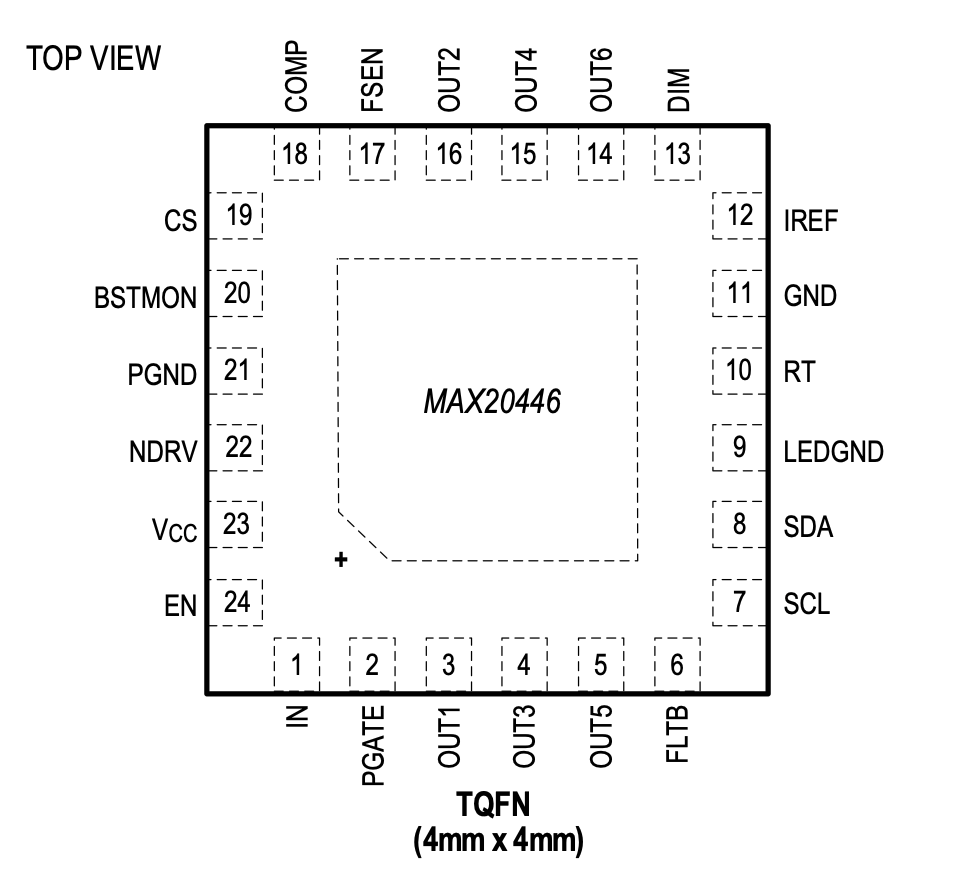 TOP VIEW
COMP FSEN OUT2 OUT4 OUT6 DIM
18 17 16 15 14 13
CS 19 12 IREF
BSTMON 20 11 GND
PGND 21 10 RT
MAX20446
NDRV 22 9 LEDGND
VCC 23 8 SDA
+
EN 24 7 SCL
1 2 3 4 5 6
IN PGATE OUT1 OUT3 OUT5 FLTB
TQFN
(4mm x 4mm)